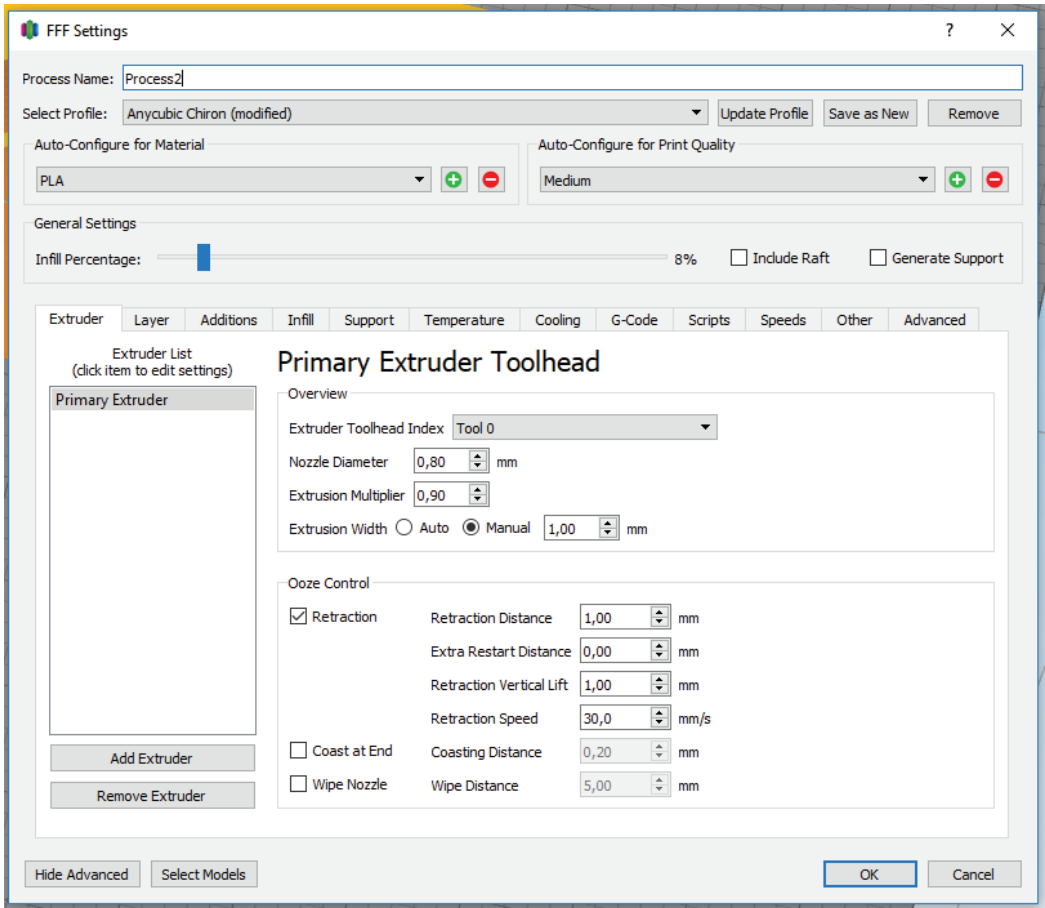 FFF Settings
?
Process Name: Process2
Select Profile: Anycubic Chiron (modified) Update Profile Save as New Remove
Auto-Configure for Material Auto-Configure for Print Quality
PLA Medium
General Settings
Infill Percentage: 8% Include Raft Generate Support
Extruder Layer Additions Infill Support Temperature Cooling G-Code Scripts Speeds Other Advanced
Extruder List
(click item to edit settings)
Primary Extruder
Primary Extruder Toolhead
Overview
Extruder Toolhead Index Tool 0
Nozzle Diameter 0,80 mm
Extrusion Multiplier 0,90
Extrusion Width Auto Manual 1,00 mm
Ooze Control
Retraction Retraction Distance 1,00 mm
Extra Restart Distance 0,00 mm
Retraction Vertical Lift 1,00 mm
Retraction Speed 30,0 mm/s
Coast at End Coasting Distance 0,20 mm
Wipe Nozzle Wipe Distance 5,00 mm
Add Extruder
Remove Extruder
Hide Advanced Select Models OK Cancel